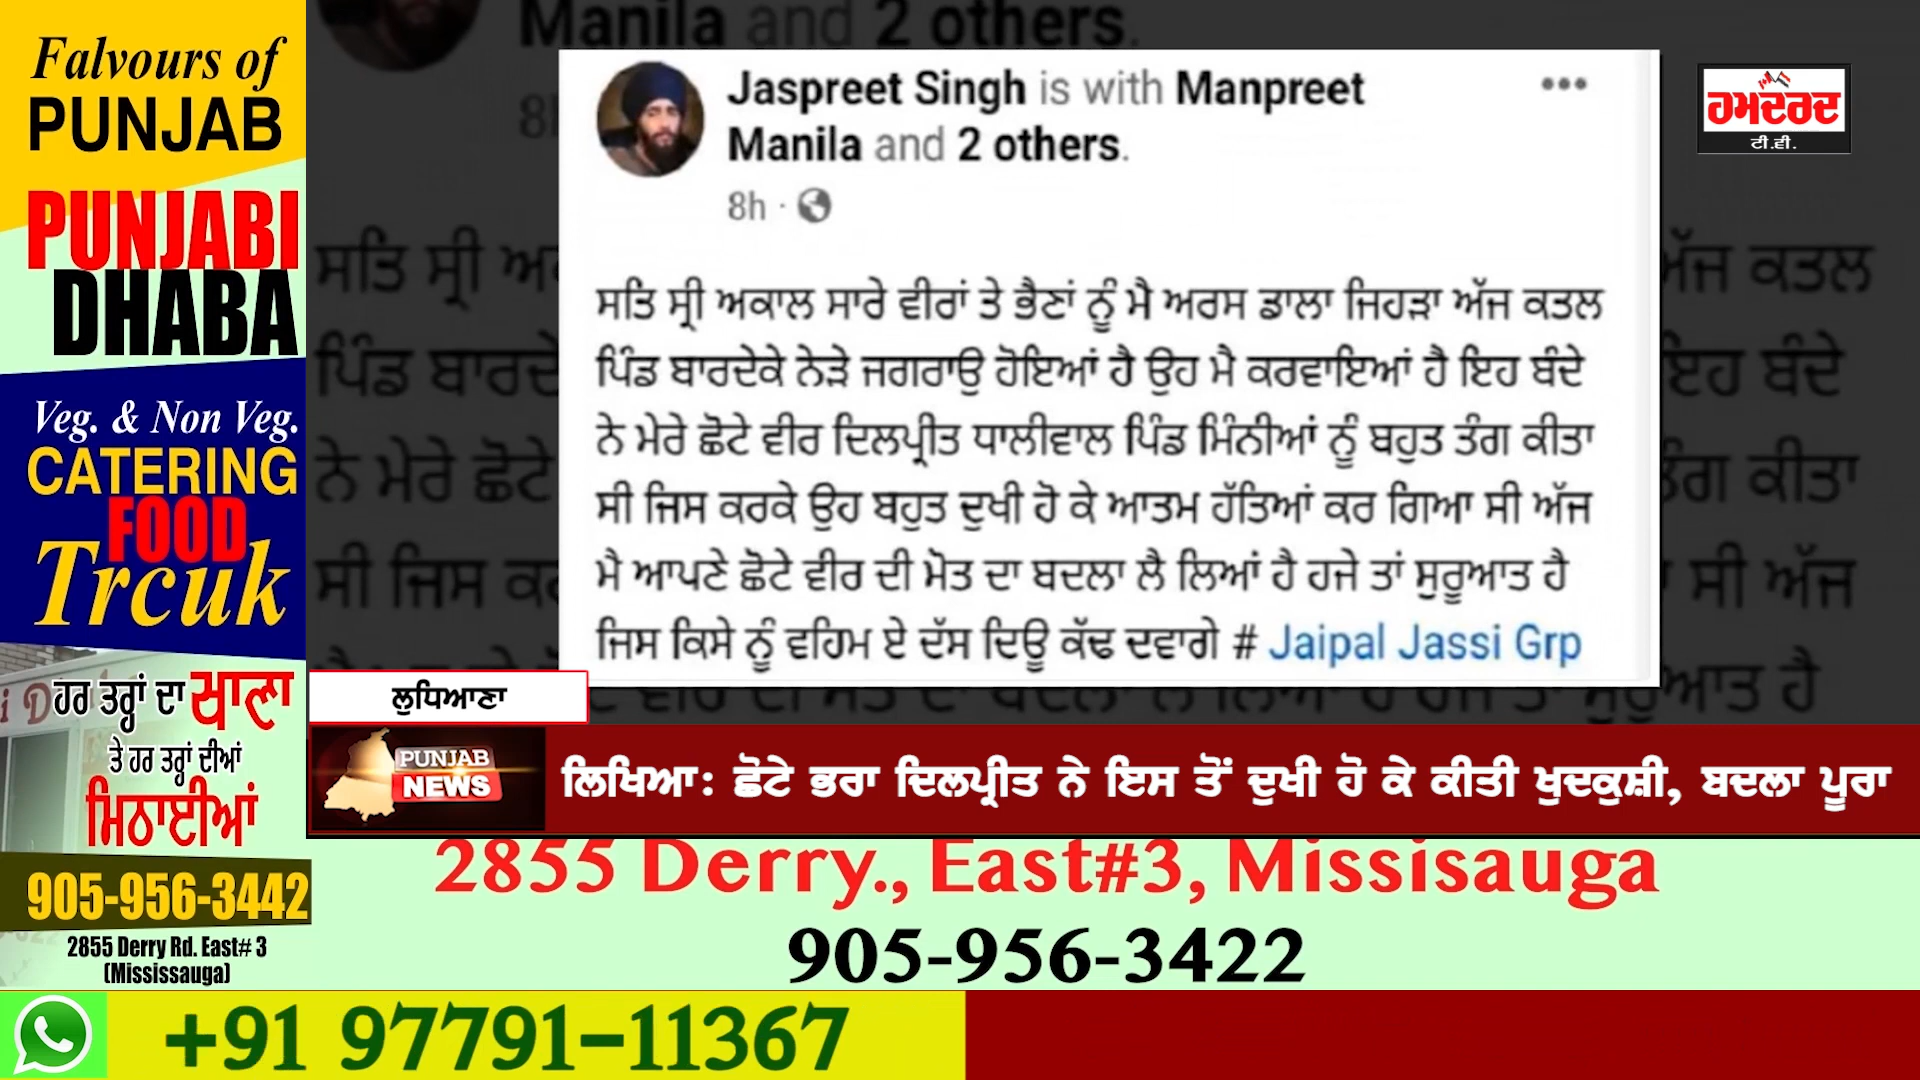 Falvours of
PUNJAB
PUNJABI
DHABA
Veg. & Non Veg.
CATERING
FOOD
Trcuk
ਹਰ ਤਰ੍ਹਾਂ ਦਾ ਖਾਣਾ
ਤੇ ਹਰ ਤਰ੍ਹਾਂ ਦੀਆਂ
ਮਿਠਾਈਆਂ
905-956-3442
2855 Derry Rd. East# 3
(Mississauga)
Manila and 2 others.
Jaspreet Singh is with Manpreet
Manila and 2 others.
8h ·
ਸਤਿ ਸ੍ਰੀ ਅਕਾਲ ਸਾਰੇ ਵੀਰਾਂ ਤੇ ਭੈਣਾਂ ਨੂੰ ਮੈ ਅਰਸ ਡਾਲਾ ਜਿਹੜਾ ਅੱਜ ਕਤਲ
ਪਿੰਡ ਬਾਰਦੇਕੇ ਨੇੜੇ ਜਗਰਾਉ ਹੋਇਆਂ ਹੈ ਉਹ ਮੈ ਕਰਵਾਇਆਂ ਹੈ ਇਹ ਬੰਦੇ
ਨੇ ਮੇਰੇ ਛੋਟੇ ਵੀਰ ਦਿਲਪ੍ਰੀਤ ਧਾਲੀਵਾਲ ਪਿੰਡ ਮਿੰਨੀਆਂ ਨੂੰ ਬਹੁਤ ਤੰਗ ਕੀਤਾ
ਸੀ ਜਿਸ ਕਰਕੇ ਉਹ ਬਹੁਤ ਦੁਖੀ ਹੋ ਕੇ ਆਤਮ ਹੱਤਿਆਂ ਕਰ ਗਿਆ ਸੀ ਅੱਜ
ਮੈ ਆਪਣੇ ਛੋਟੇ ਵੀਰ ਦੀ ਮੋਤ ਦਾ ਬਦਲਾ ਲੈ ਲਿਆਂ ਹੈ ਹਜੇ ਤਾਂ ਸੁਰੂਆਤ ਹੈ
ਜਿਸ ਕਿਸੇ ਨੂੰ ਵਹਿਮ ਏ ਦੱਸ ਦਿਊ ਕੱਢ ਦਵਾਗੇ # Jaipal Jassi Grp
ਹਮਦਰਦ
ਟੀ.ਵੀ.
ਲੁਧਿਆਣਾ
PUNJAB
NEWS
ਲਿਖਿਆ: ਛੋਟੇ ਭਰਾ ਦਿਲਪ੍ਰੀਤ ਨੇ ਇਸ ਤੋਂ ਦੁਖੀ ਹੋ ਕੇ ਕੀਤੀ ਖੁਦਕੁਸ਼ੀ, ਬਦਲਾ ਪੂਰਾ
2855 Derry., East#3, Mississauga
905-956-3422
+91 97791-11367